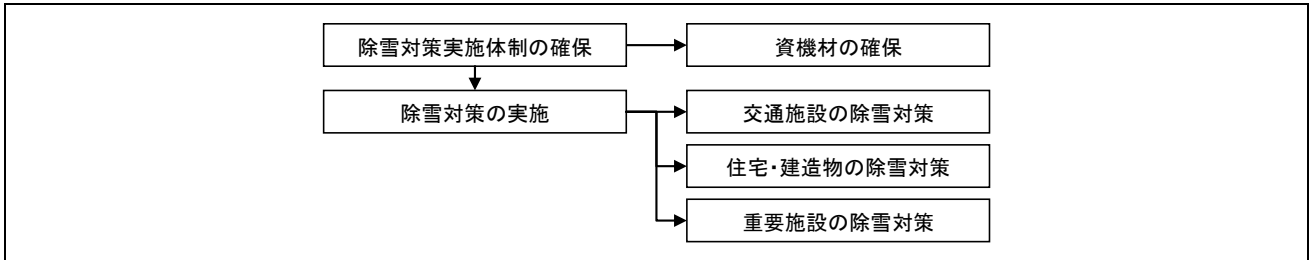 除雪対策実施体制の確保
資機材の確保
除雪対策の実施
交通施設の除雪対策
住宅・建造物の除雪対策
重要施設の除雪対策